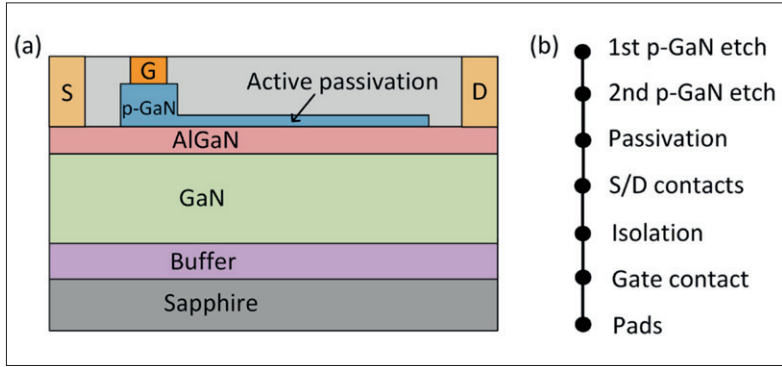 (a)
S
G
p-GaN
Active passivation
D
AlGaN
GaN
Buffer
Sapphire
(b)
1st p-GaN etch
2nd p-GaN etch
Passivation
S/D contacts
Isolation
Gate contact
Pads